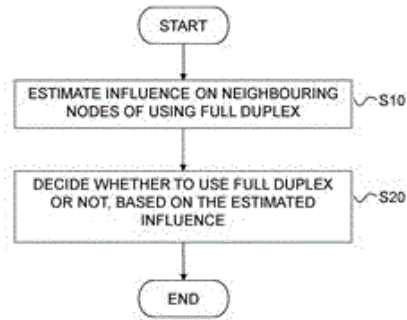 START
ESTIMATE INFLUENCE ON NEIGHBOURING
NODES OF USING FULL DUPLEX
S10
DECIDE WHETHER TO USE FULL DUPLEX
OR NOT, BASED ON THE ESTIMATED
INFLUENCE
S20
END